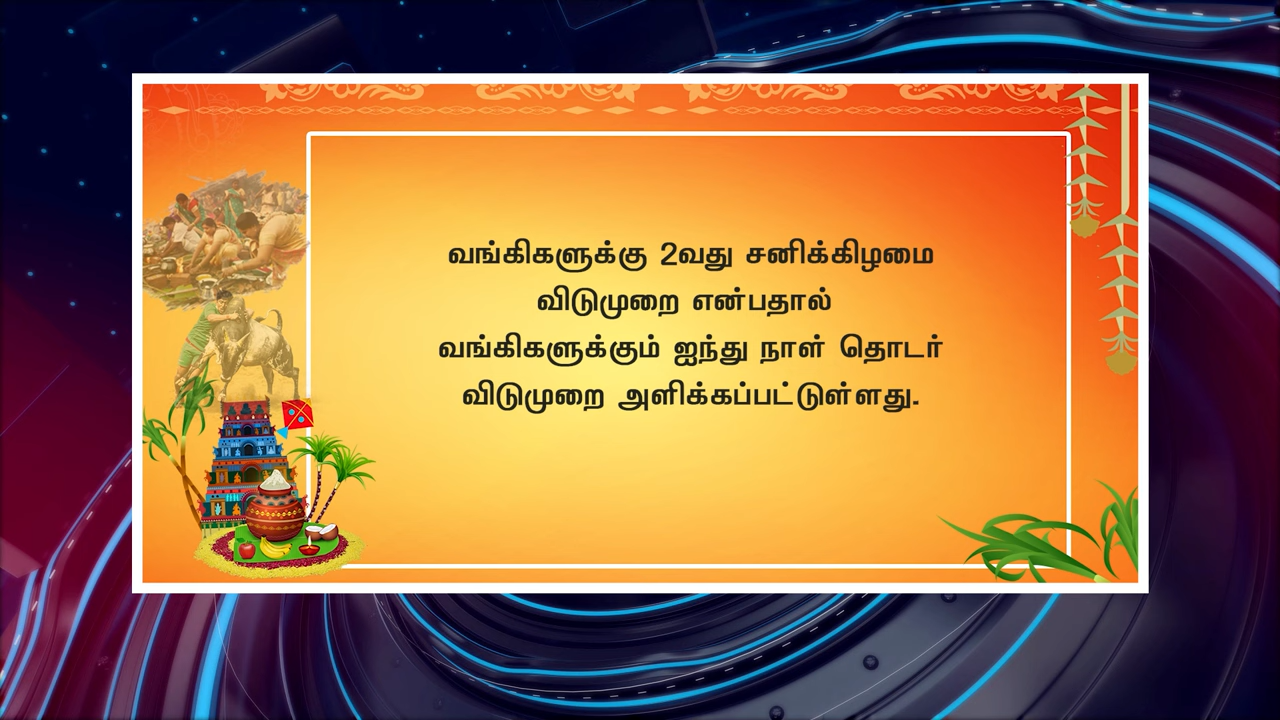 வங்கிகளுக்கு 2வது சனிக்கிழமை
விடுமுறை என்பதால்
வங்கிகளுக்கும் ஐந்து நாள் தொடர்
விடுமுறை அளிக்கப்பட்டுள்ளது.